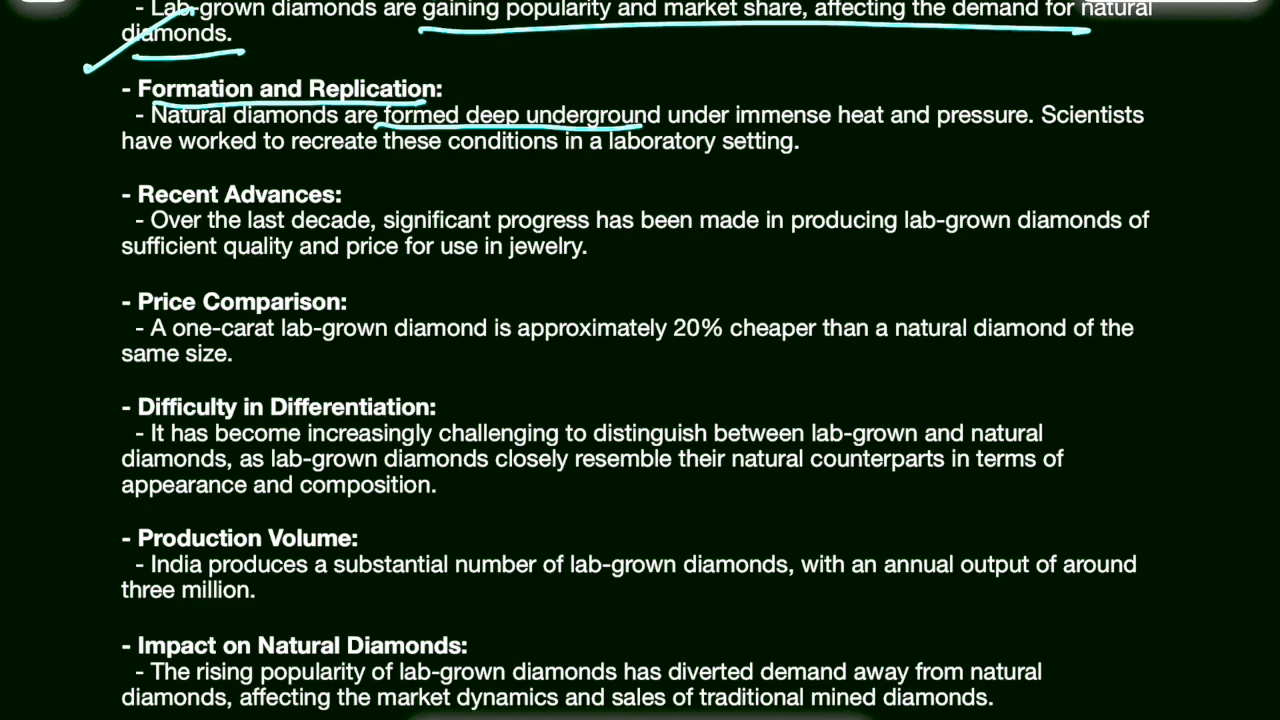 - Lab-grown diamonds are gaining popularity and market share, affecting the demand for natural
diamonds.
- Formation and Replication:
- Natural diamonds are formed deep underground under immense heat and pressure. Scientists
have worked to recreate these conditions in a laboratory setting.
- Recent Advances:
- Over the last decade, significant progress has been made in producing lab-grown diamonds of
sufficient quality and price for use in jewelry.
- Price Comparison:
- A one-carat lab-grown diamond is approximately 20% cheaper than a natural diamond of the
same size.
- Difficulty in Differentiation:
- It has become increasingly challenging to distinguish between lab-grown and natural
diamonds, as lab-grown diamonds closely resemble their natural counterparts in terms of
appearance and composition.
- Production Volume:
- India produces a substantial number of lab-grown diamonds, with an annual output of around
three million.
- Impact on Natural Diamonds:
- The rising popularity of lab-grown diamonds has diverted demand away from natural
diamonds, affecting the market dynamics and sales of traditional mined diamonds.